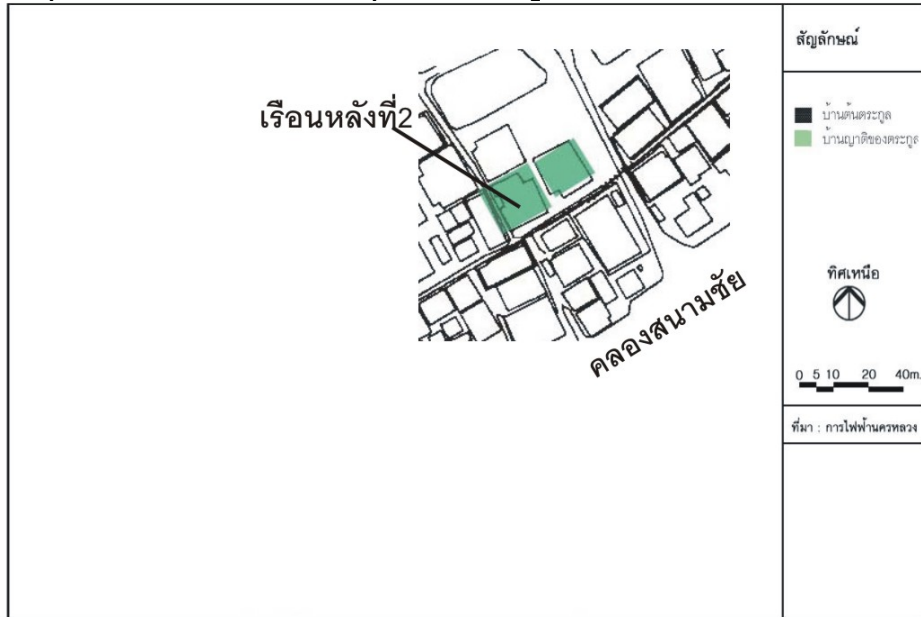 สัญลักษณ์
เรือนหลังที่2
บ้านต้นตระกูล
บ้านญาติของตระกูล
ทิศเหนือ
คลองสนามชัย
0 5 10 20 40m.
ที่มา : การไฟฟ้านครหลวง